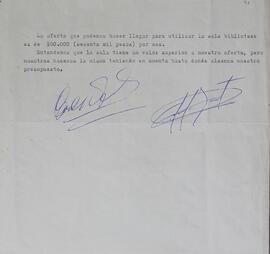 La oferta que podemos hacer llegar para utilizar la sala biblioteca
es de $60.000 (sesenta mil pesos) por mes.
Entendemos que la sala tiene un valor superior a nuestra oferta, pero
nosotros hacemos la misma teniendo en cuenta hasta donde alcanza nuestro
presupuesto.